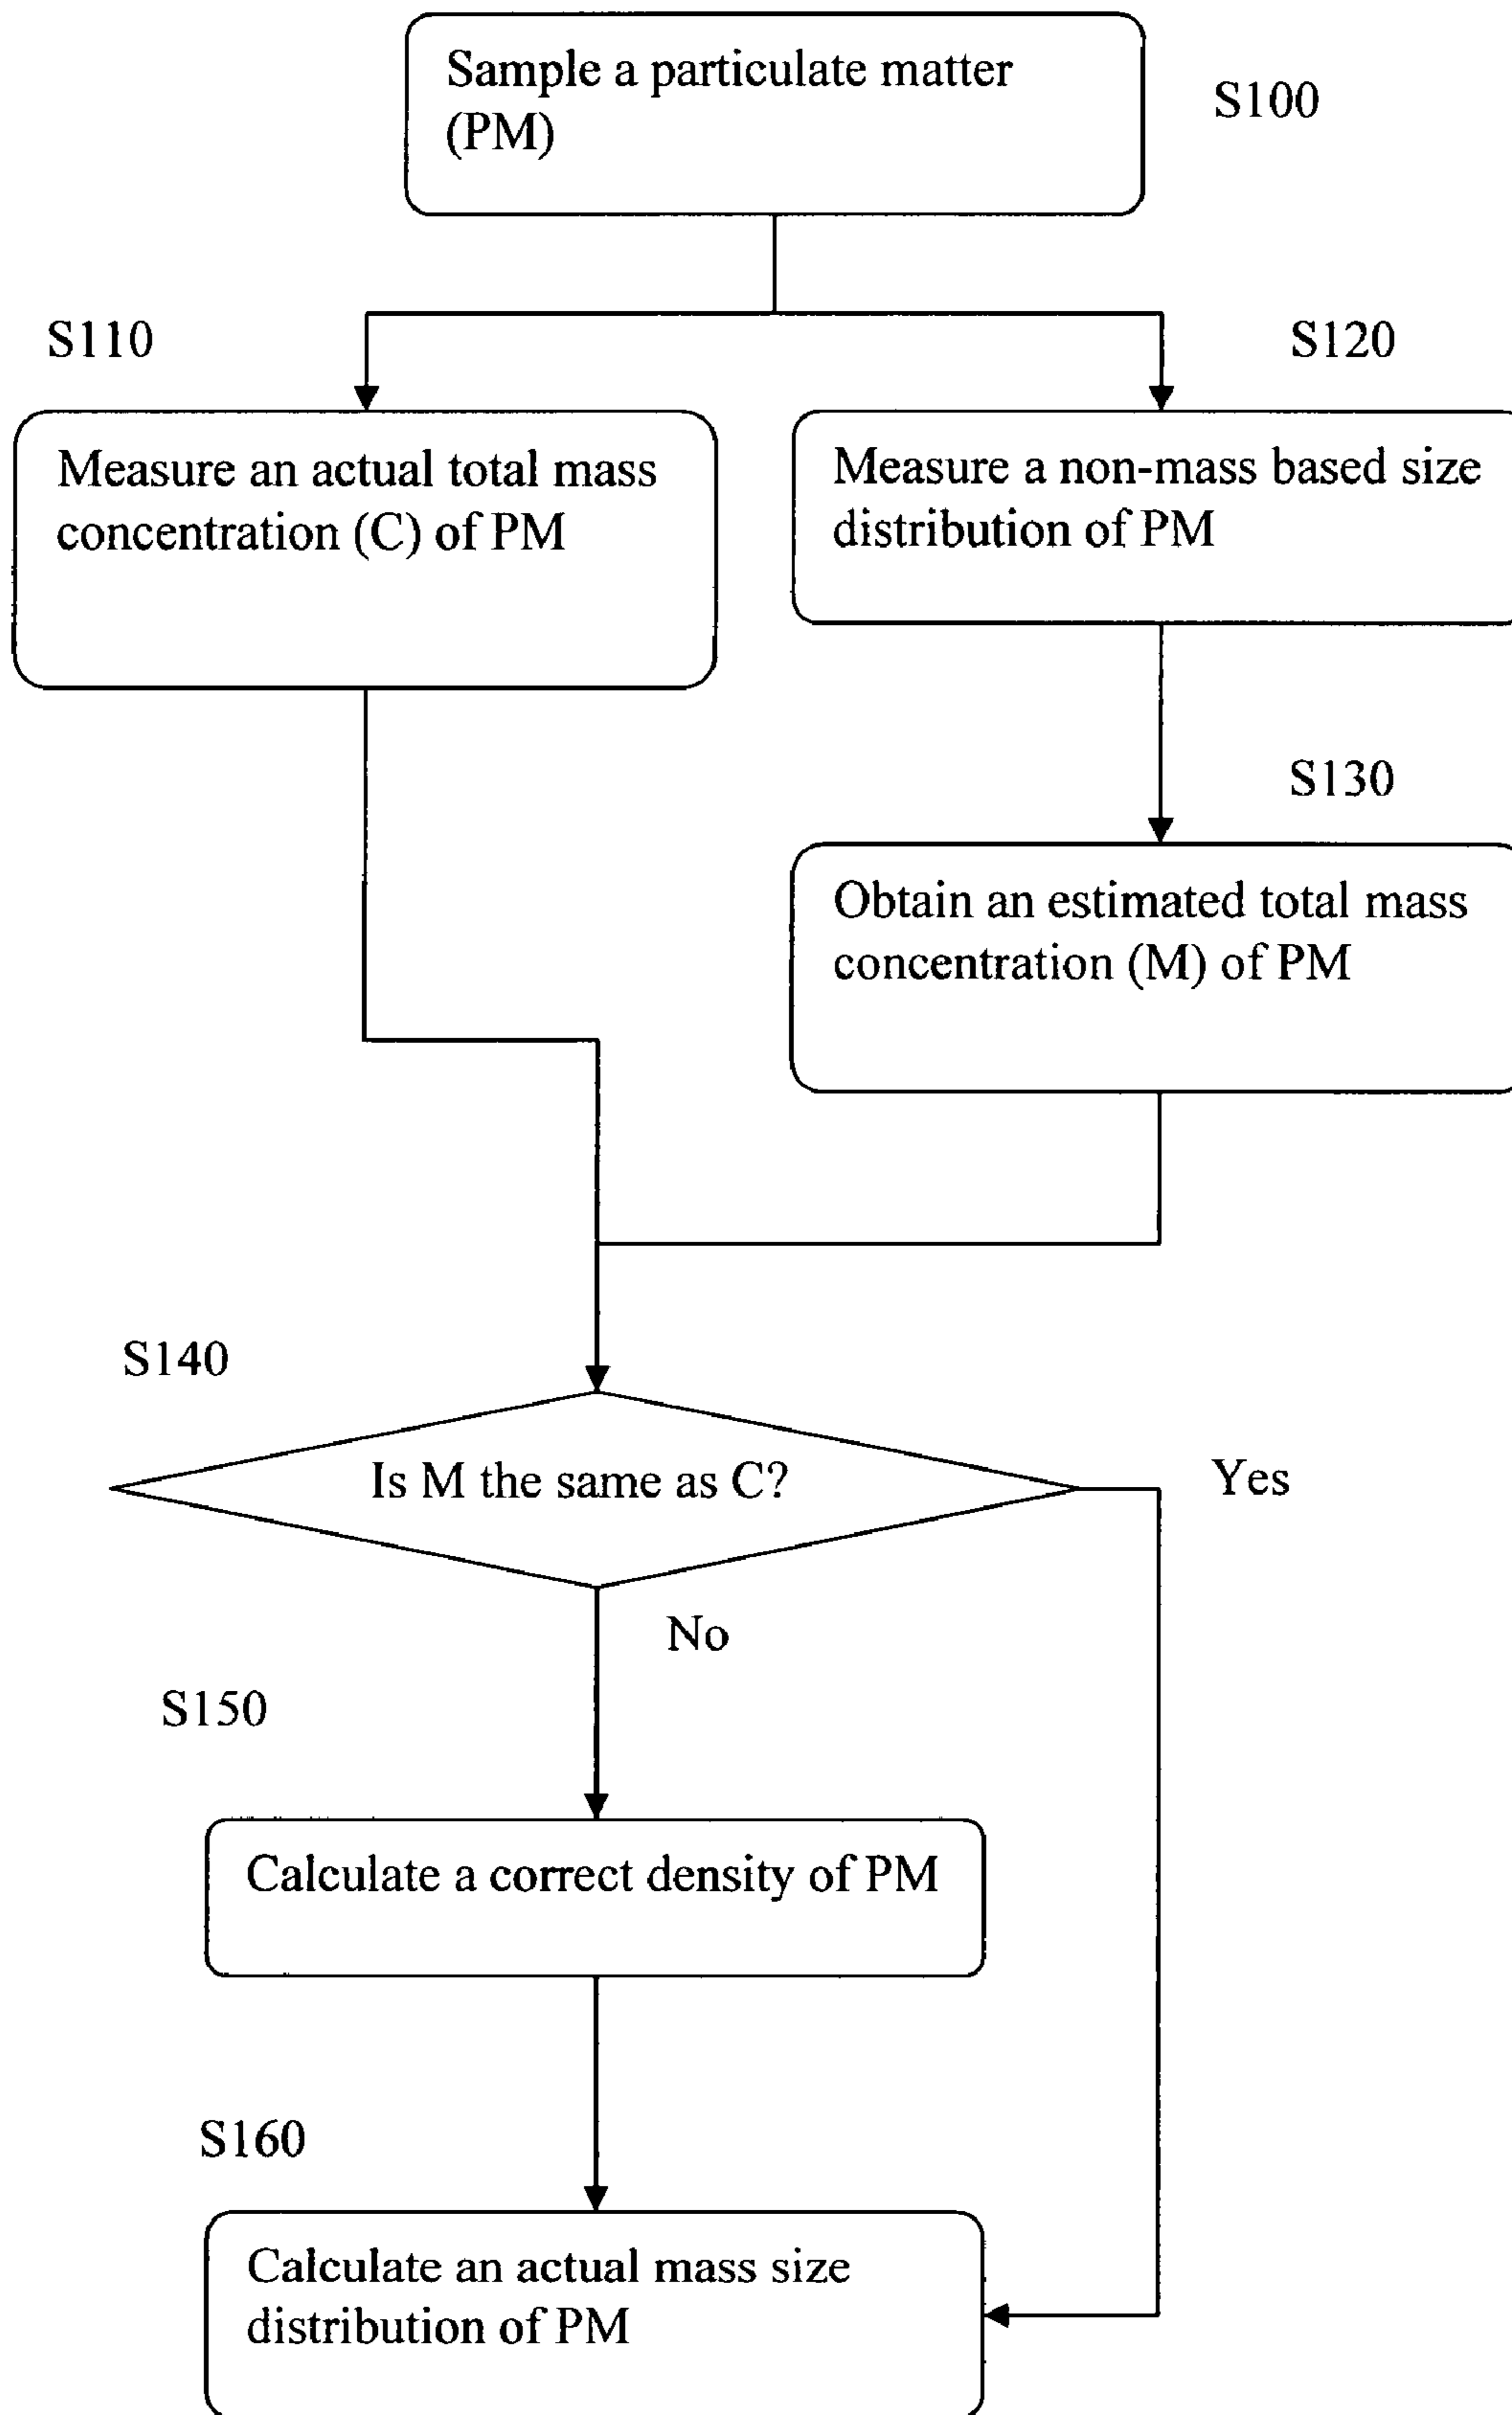 Sample a particulate matter
(PM)
S100
S110
S120
Measure an actual total mass
concentration (C) of PM
Measure a non-mass based size
distribution of PM
S130
Obtain an estimated total mass
concentration (M) of PM
S140
Is M the same as C?
Yes
No
S150
Calculate a correct density of PM
S160
Calculate an actual mass size
distribution of PM